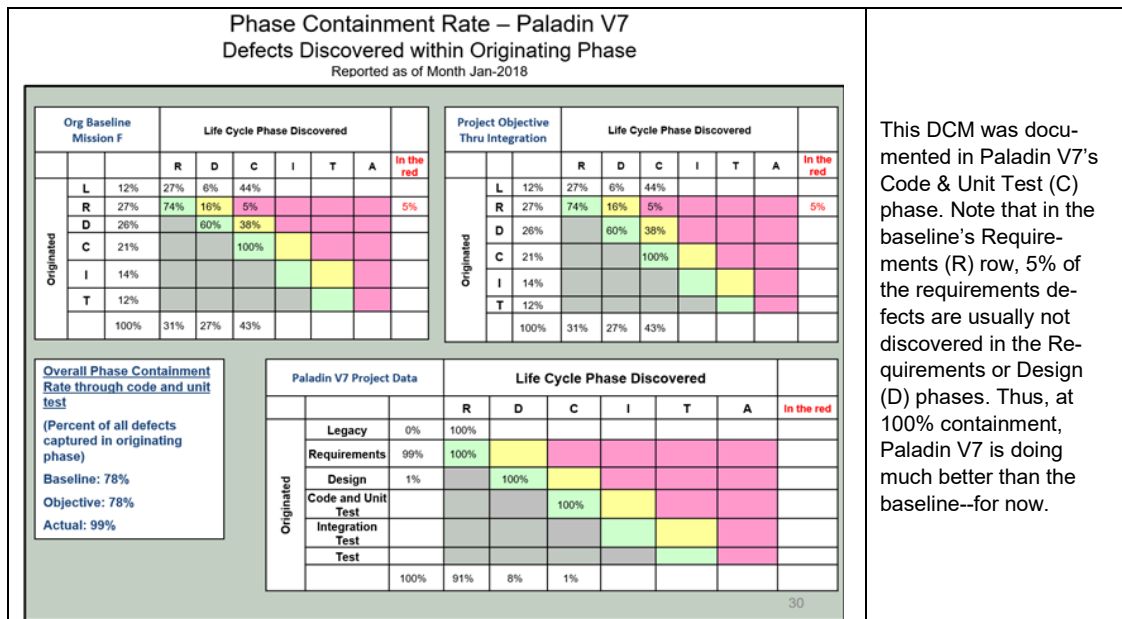 Phase Containment Rate – Paladin V7
Defects Discovered within Originating Phase
Reported as of Month Jan-2018
Org Baseline
Mission F
Life Cycle Phase Discovered
R D C I T A In the
red
Originated
L 12% 27% 6% 44%
R 27% 74% 16% 5% 5%
D 26% 60% 38%
C 21% 100%
I 14%
T 12%
100% 31% 27% 43%
Project Objective
Thru Integration
Life Cycle Phase Discovered
R D C I T A In the
red
Originated
L 12% 27% 6% 44%
R 27% 74% 16% 5% 5%
D 26% 60% 38%
C 21% 100%
I 14%
T 12%
100% 31% 27% 43%
Overall Phase Containment
Rate through code and unit
test
(Percent of all defects
captured in originating
phase)
Baseline: 78%
Objective: 78%
Actual: 99%
Paladin V7 Project Data
Life Cycle Phase Discovered
R D C I T A In the red
Originated
Legacy 0% 100%
Requirements 99% 100%
Design 1% 100%
Code and Unit
Test 100%
Integration
Test
Test
100% 91% 8% 1%
30
This DCM was docu-
mented in Paladin V7's
Code & Unit Test (C)
phase. Note that in the
baseline's Require-
ments (R) row, 5% of
the requirements de-
fects are usually not
discovered in the Re-
quirements or Design
(D) phases. Thus, at
100% containment,
Paladin V7 is doing
much better than the
baseline--for now.